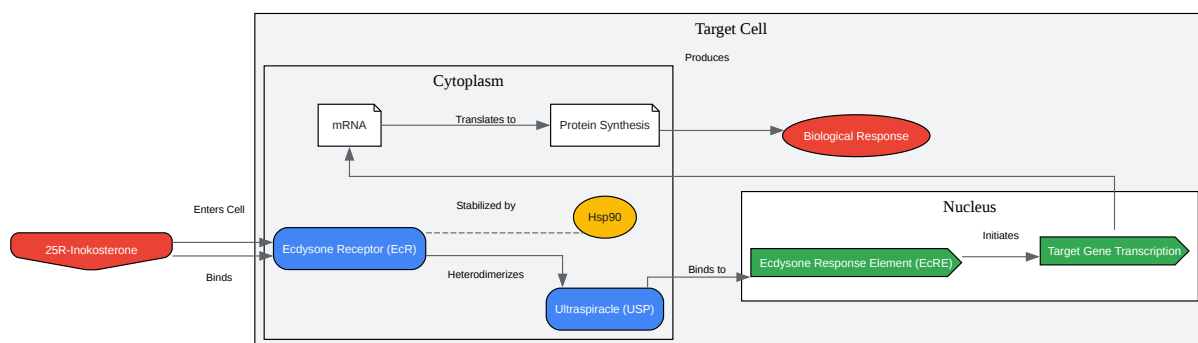 Target Cell
Produces
Cytoplasm
mRNA
Translates to
Protein Synthesis
Biological Response
Enters Cell
Stabilized by
Hsp90
Nucleus
25R-Inokosterone
Ecdysone Receptor (EcR)
Initiates
Target Gene Transcription
Binds
Heterodimerizes
Binds to
Ecdysone Response Element (EcRE)
Ultraspiracle (USP)